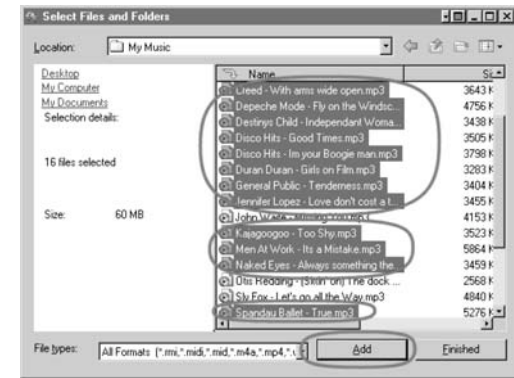 Select Files and Folders
Location: My Music
Desktop
My Computer
My Documents
Selection details:
16 files selected
Size: 60 MB
Name
Creed - With arms wide open.mp3 3643 K
Depeche Mode - Fly on the Windsc... 4756 K
Destinys Child - Independant Woma... 3438 K
Disco Hits - Good Times.mp3 3505 K
Disco Hits - Im your Boogie man.mp3 3798 K
Duran Duran - Girls on Film.mp3 3283 K
General Public - Tenderness.mp3 3404 K
Jennifer Lopez - Love don't cost a t... 3455 K
John Waite - Missing You.mp3 4153 K
Kajagoogoo - Too Shy.mp3 3523 K
Men At Work - Its a Mistake.mp3 5864 K
Naked Eyes - Always something the... 3459 K
Otis Redding - (Sittin' on) The dock ... 2568 K
Sly Fox - Let's go all the Way.mp3 4840 K
Spandau Ballet - True.mp3 5276 K
File types: All Formats (*.rmi,*.midi,*.mid,*.m4a,*.mp4,*. Add Finished